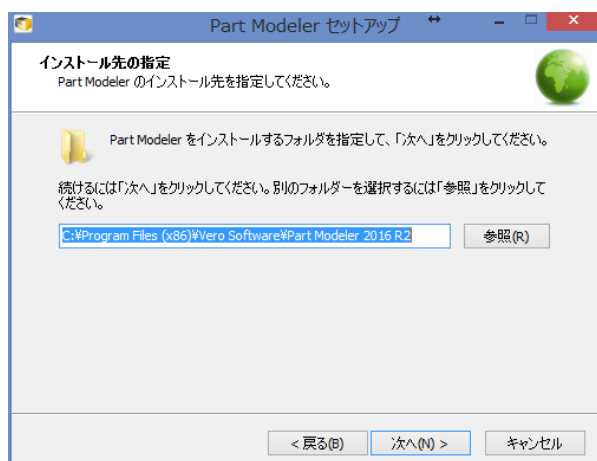 Part Modeler セットアップ
インストール先の指定
Part Modeler のインストール先を指定してください。
Part Modeler をインストールするフォルダを指定して、「次へ」をクリックしてください。
続けるには「次へ」をクリックしてください。別のフォルダーを選択するには「参照」をクリックして
ください。
C:¥Program Files (x86)¥Vero Software¥Part Modeler 2016 R2
参照(R)
< 戻る(B)
次へ(N) >
キャンセル